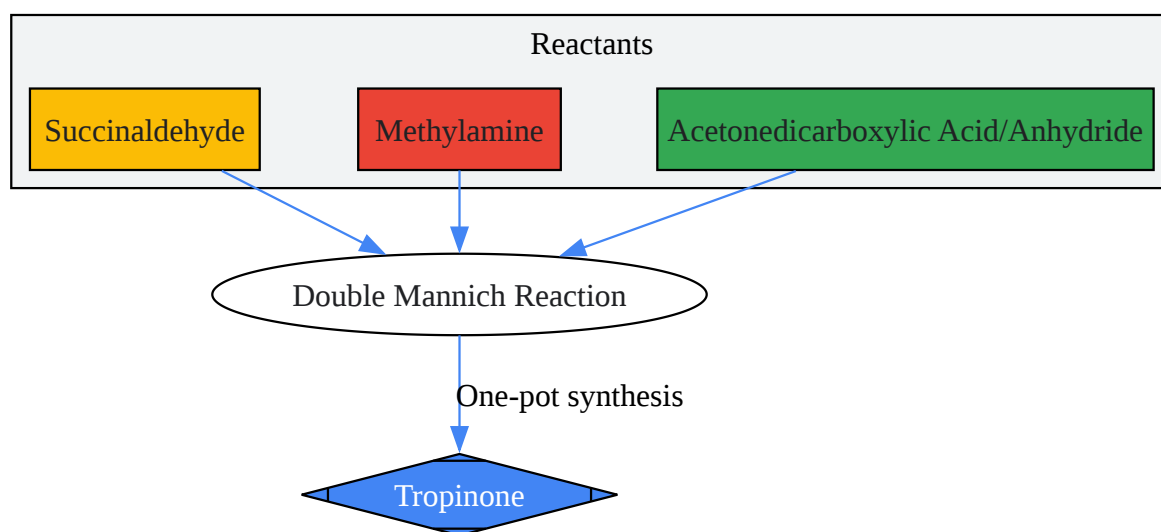 Reactants
Succinaldehyde
Methylamine
Acetonedicarboxylic Acid/Anhydride
Double Mannich Reaction
One-pot synthesis
Tropinone